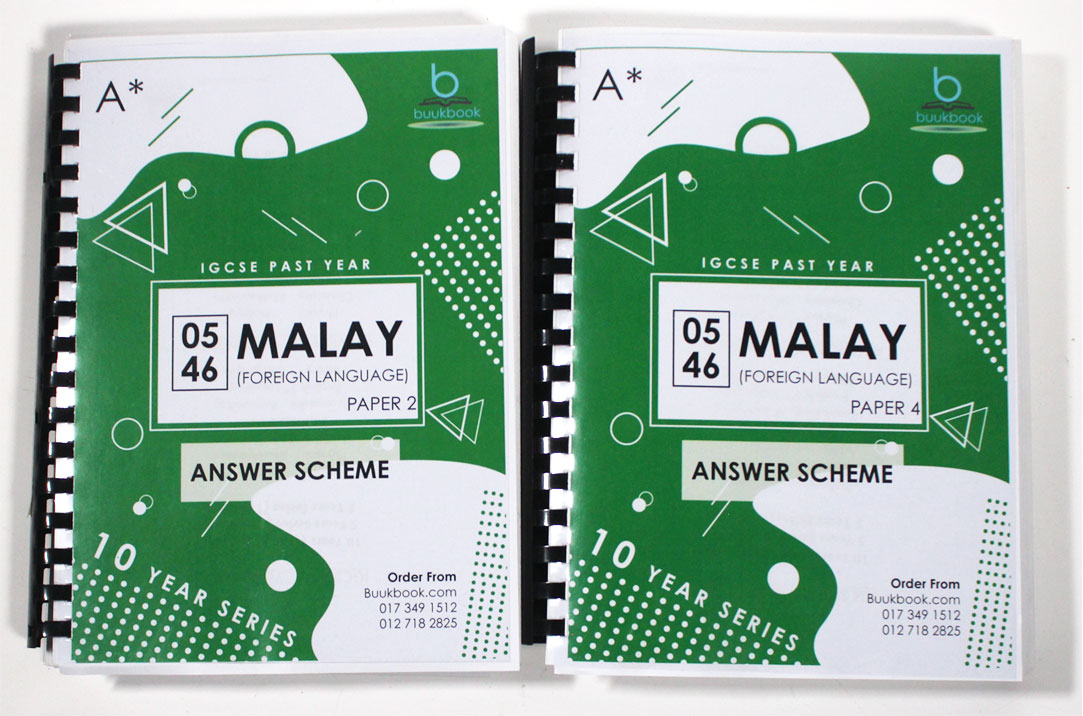 A*
b
buukbook
IGCSE PAST YEAR
05
46
MALAY
(FOREIGN LANGUAGE)
PAPER 2
ANSWER SCHEME
10 YEAR SERIES
Order From
Buukbook.com
017 349 1512
012 718 2825
A*
b
buukbook
IGCSE PAST YEAR
05
46
MALAY
(FOREIGN LANGUAGE)
PAPER 4
ANSWER SCHEME
10 YEAR SERIES
Order From
Buukbook.com
017 349 1512
012 718 2825